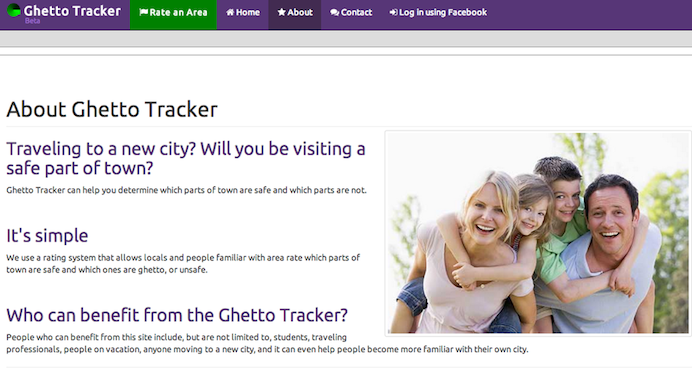 Ghetto Tracker
Beta
Rate an Area
Home
About
Contact
Log in using Facebook
About Ghetto Tracker
Traveling to a new city? Will you be visiting a
safe part of town?
Ghetto Tracker can help you determine which parts of town are safe and which parts are not.
It's simple
We use a rating system that allows locals and people familiar with area rate which parts of
town are safe and which ones are ghetto, or unsafe.
Who can benefit from the Ghetto Tracker?
People who can benefit from this site include, but are not limited to, students, traveling
professionals, people on vacation, anyone moving to a new city, and it can even help people become more familiar with their own city.